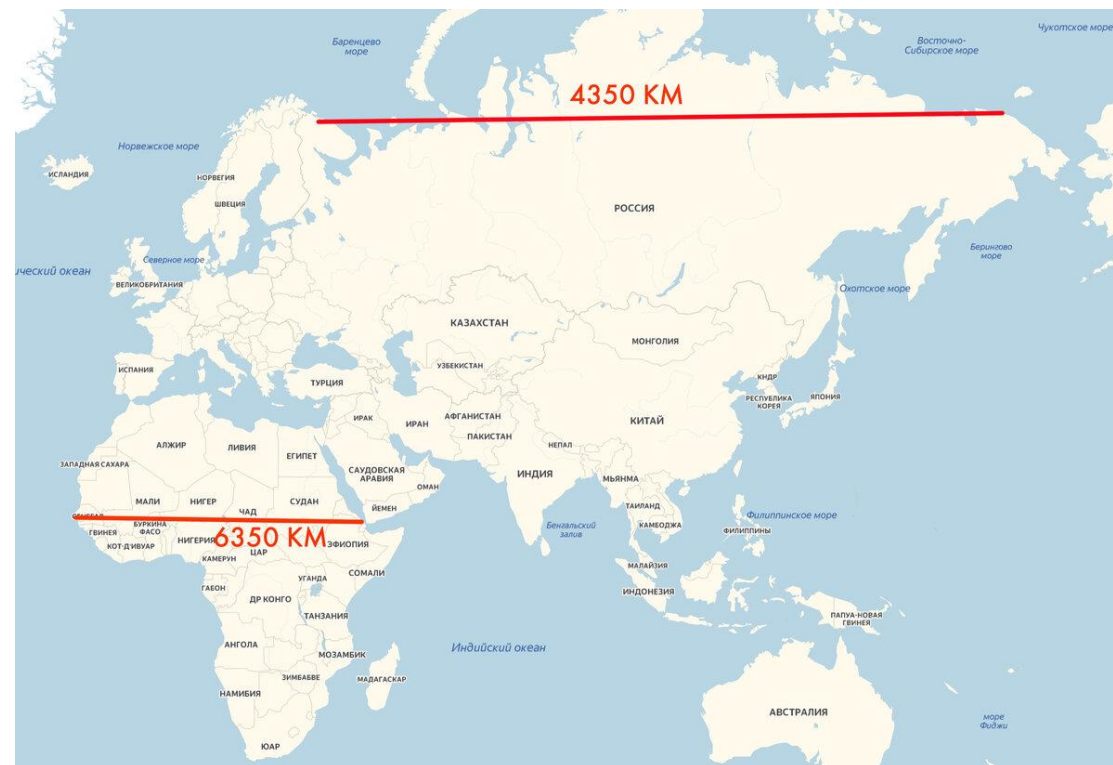 Чукотское море
Баренцево
море
Восточно-
Сибирское море
4350 KM
Норвежское море
ИСЛАНДИЯ
НОРВЕГИЯ
ШВЕЦИЯ
РОССИЯ
Берингово
море
Северное море
ический океан
ВЕЛИКОБРИТАНИЯ
Охотское море
КАЗАХСТАН
МОНГОЛИЯ
ИСПАНИЯ
УЗБЕКИСТАН
ТУРЦИЯ
КНДР
РЕСПУБЛИКА
КОРЕЯ
ЯПОНИЯ
ИРАК
ИРАН
АФГАНИСТАН
ПАКИСТАН
КИТАЙ
АЛЖИР
ЛИВИЯ
ЕГИПЕТ
НЕПАЛ
ЗАПАДНАЯ САХАРА
САУДОВСКАЯ
АРАВИЯ
ИНДИЯ
МЬЯНМА
ОМАН
МАЛИ
НИГЕР
ЧАД
СУДАН
ЙЕМЕН
ТАИЛАНД
Филиппинское море
СЕНЕГАЛ
ГВИНЕЯ
БУРКИНА
ФАСО
Бенгальский
залив
КАМБОДЖА
ФИЛИППИНЫ
КОТ-Д'ИВУАР
НИГЕРИЯ
6350 KM
ЭФИОПИЯ
КАМЕРУН
ЦАР
СОМАЛИ
МАЛАЙЗИЯ
ГАБОН
УГАНДА
ДР КОНГО
ИНДОНЕЗИЯ
ТАНЗАНИЯ
ПАПУА-НОВАЯ
ГВИНЕЯ
АНГОЛА
МОЗАМБИК
Индийский океан
ЗИМБАБВЕ
МАДАГАСКАР
НАМИБИЯ
АВСТРАЛИЯ
море
Фиджи
ЮАР